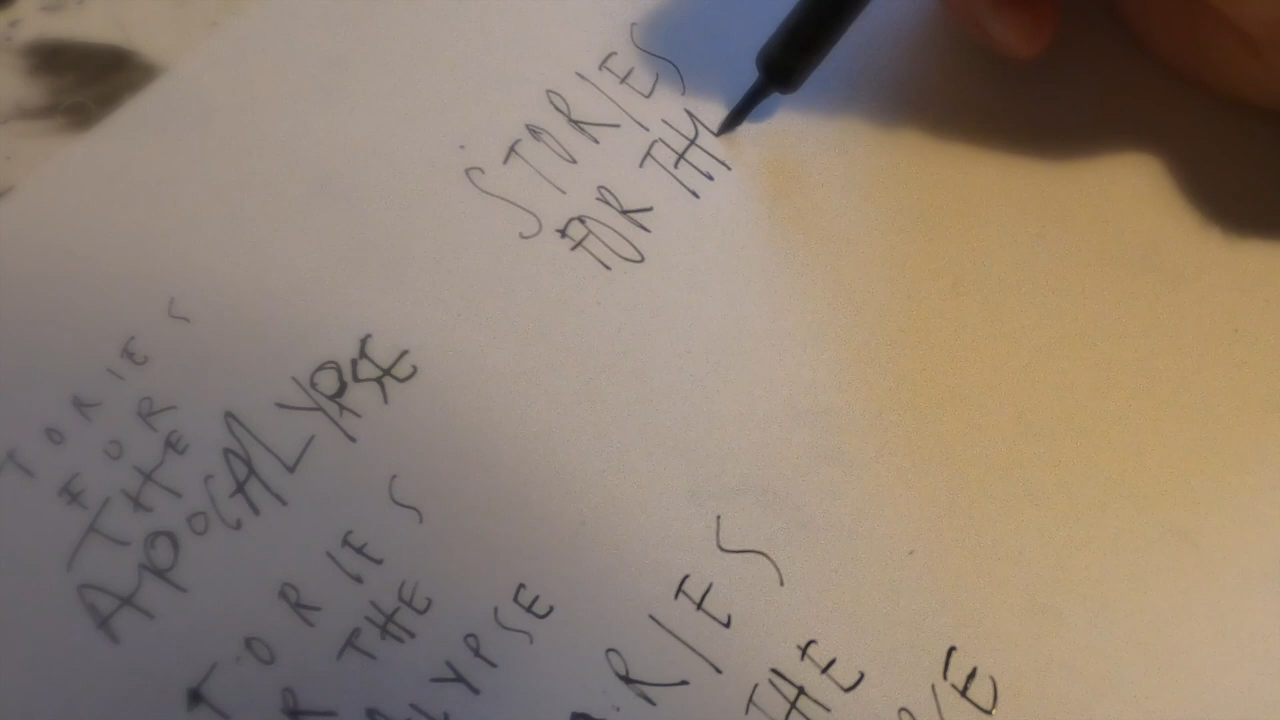 STORIES
FOR TH
TORIES
FOR
THE
APOCALYPSE
TORIES
R THE
LYPSE
RIES
THE